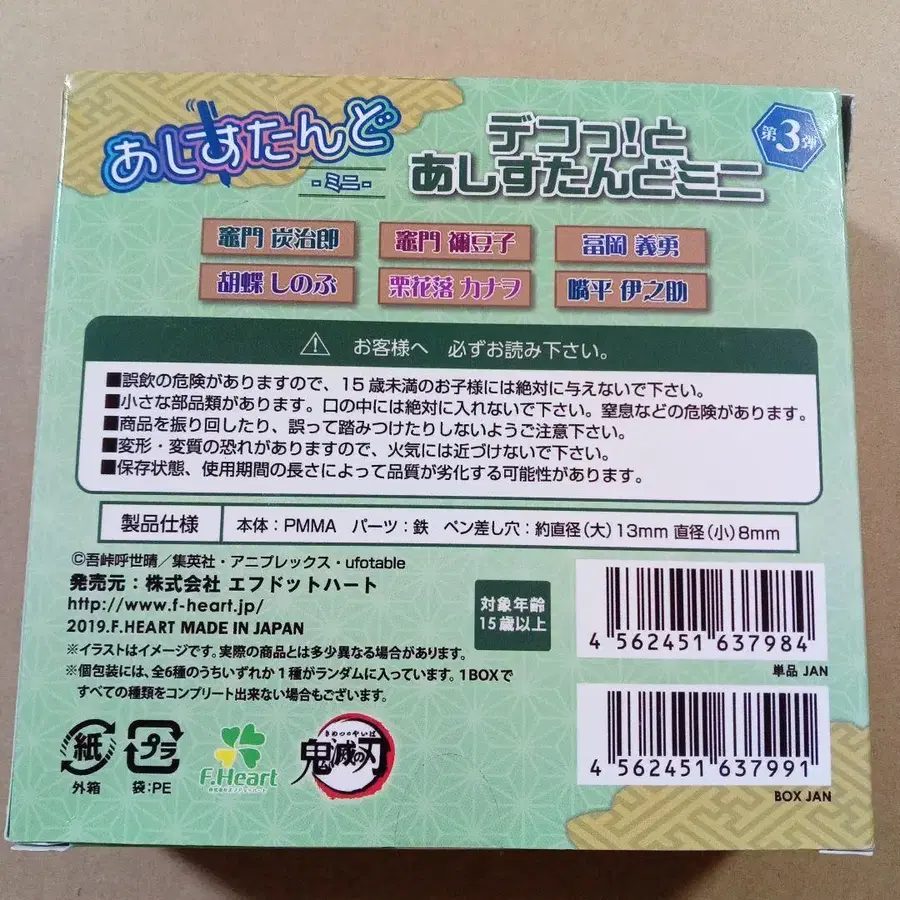 あしすたんど
-ミニ-
デコっ!と
あしすたんどミニ
第3弾
竈門 炭治郎
竈門 禰豆子
冨岡 義勇
胡蝶 しのぶ
栗花落 カナヲ
嘴平 伊之助
お客様へ 必ずお読み下さい。
■誤飲の危険がありますので、15歳未満のお子様には絶対に与えないで下さい。
■小さな部品類があります。口の中には絶対に入れないで下さい。窒息などの危険があります。
■商品を振り回したり、誤って踏みつけたりしないようご注意下さい。
■変形・変質の恐れがありますので、火気には近づけないで下さい。
■保存状態、使用期間の長さによって品質が劣化する可能性があります。
製品仕様 本体:PMMA パーツ:鉄 ペン差し穴:約直径(大)13mm 直径(小)8mm
©吾峠呼世晴/集英社・アニプレックス・ufotable
発売元:株式会社 エフドットハート
http://www.f-heart.jp/
2019.F.HEART MADE IN JAPAN
※イラストはイメージです。実際の商品とは多少異なる場合があります。
※個包装には、全6種のうちいずれか1種がランダムに入っています。1BOXで
すべての種類をコンプリート出来ない場合もございます。
対象年齢
15歳以上
4 562451 637984
単品 JAN
4 562451 637991
BOX JAN
紙
外箱
プラ
袋:PE
F.Heart
きめつのやいば
鬼滅の刃